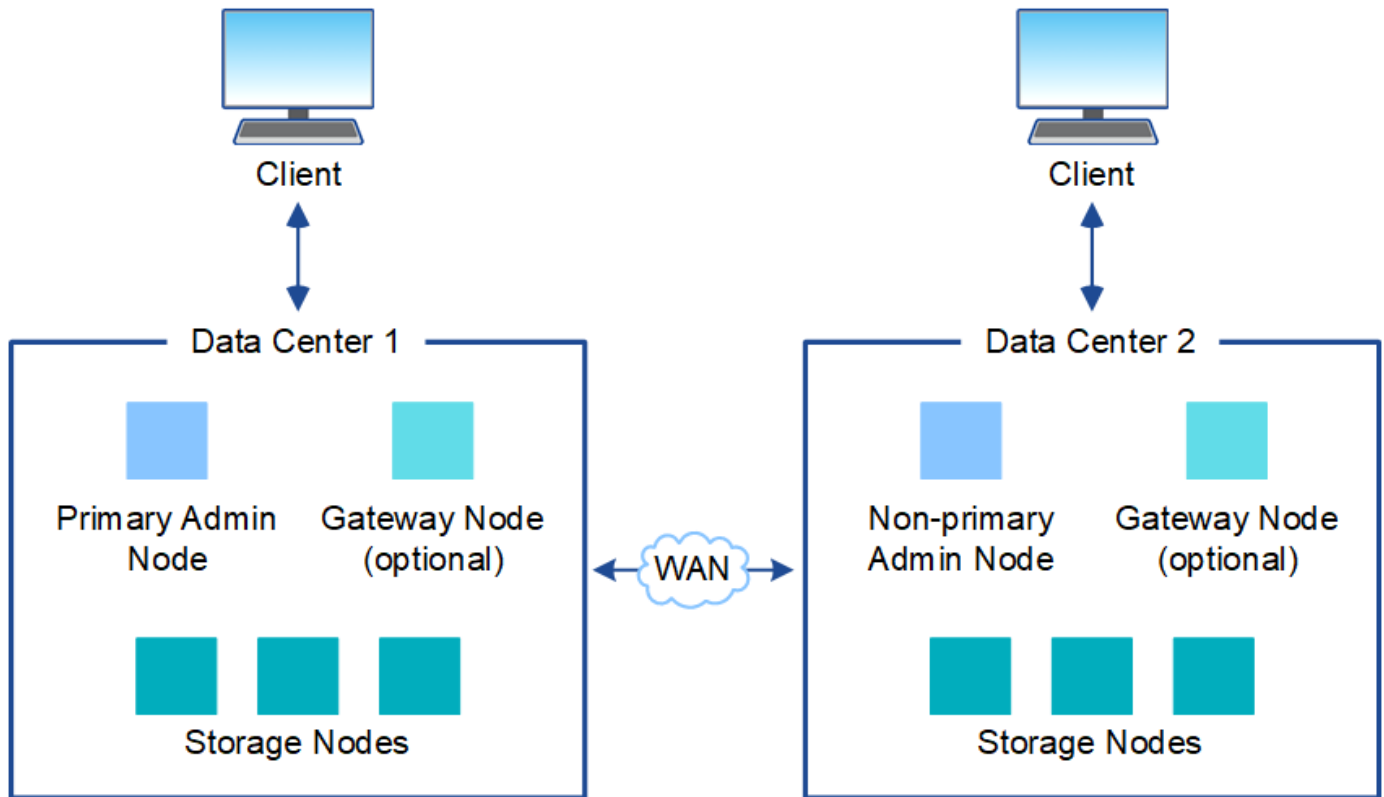 Client
Client
Data Center 1
Data Center 2
Primary Admin
Node
Gateway Node
(optional)
WAN
Non-primary
Admin Node
Gateway Node
(optional)
Storage Nodes
Storage Nodes